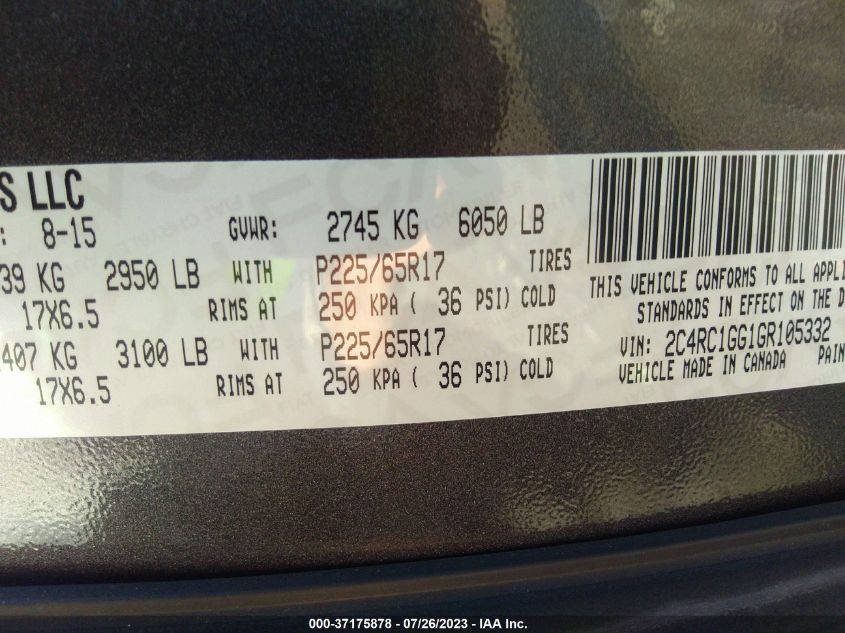 S LLC
: 8-15 GVWR: 2745 KG 6050 LB
39 KG 2950 LB WITH P225/65R17 TIRES
17X6.5 RIMS AT 250 KPA ( 36 PSI) COLD
407 KG 3100 LB WITH P225/65R17 TIRES
17X6.5 RIMS AT 250 KPA ( 36 PSI) COLD
THIS VEHICLE CONFORMS TO ALL APPLI
STANDARDS IN EFFECT ON THE D
VIN: 2C4RC1GG1GR105332
VEHICLE MADE IN CANADA PAIN
000-37175878 - 07/26/2023 - IAA Inc.